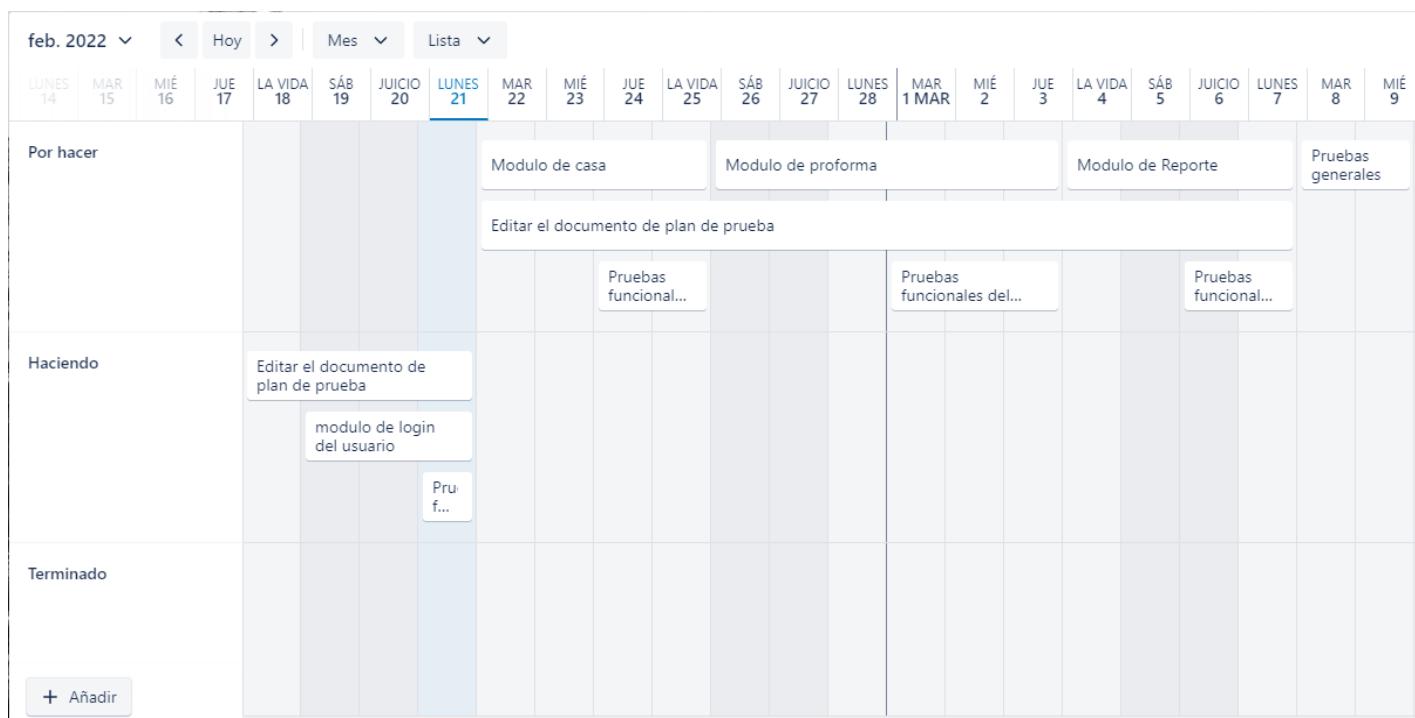 feb. 2022
Hoy
Mes
Lista
LUNES 14
MAR 15
MIÉ 16
JUE 17
LA VIDA 18
SÁB 19
JUICIO 20
LUNES 21
MAR 22
MIÉ 23
JUE 24
LA VIDA 25
SÁB 26
JUICIO 27
LUNES 28
MAR 1 MAR
MIÉ 2
JUE 3
LA VIDA 4
SÁB 5
JUICIO 6
LUNES 7
MAR 8
MIÉ 9
Por hacer
Modulo de casa
Modulo de proforma
Modulo de Reporte
Pruebas
generales
Editar el documento de plan de prueba
Pruebas
funcional...
Pruebas
funcionales del...
Pruebas
funcional...
Haciendo
Editar el documento de
plan de prueba
modulo de login
del usuario
Pru
f...
Terminado
+ Añadir